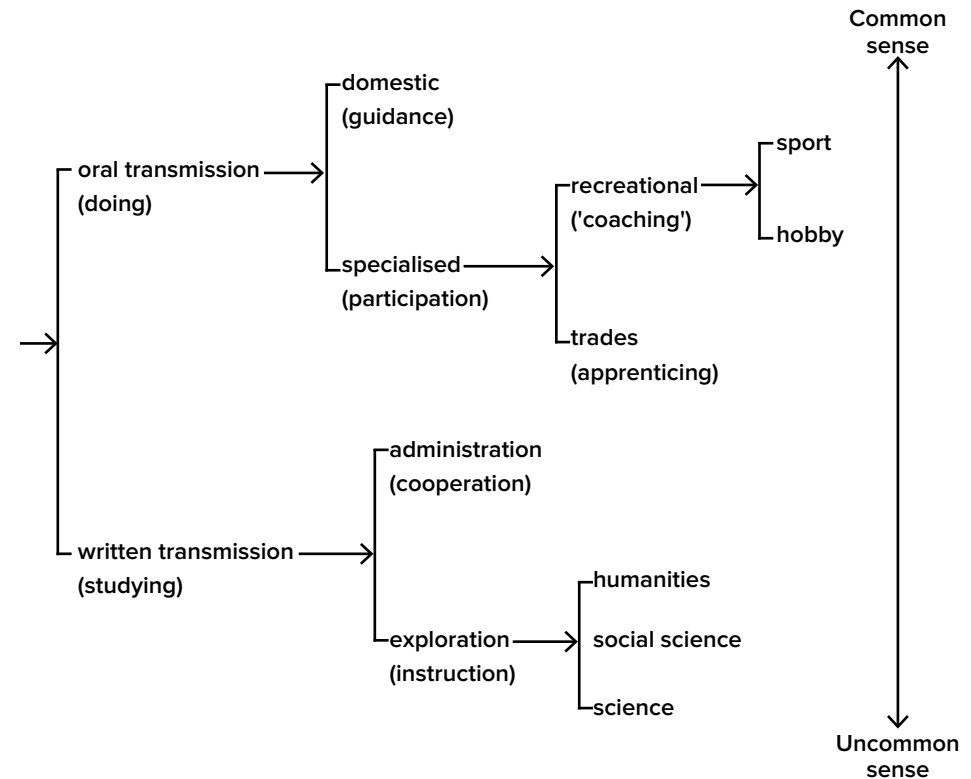 Common
sense
domestic
(guidance)
sport
oral transmission
(doing)
recreational
('coaching')
hobby
specialised
(participation)
trades
(apprenticing)
administration
(cooperation)
written transmission
(studying)
humanities
exploration
(instruction)
social science
science
Uncommon
sense